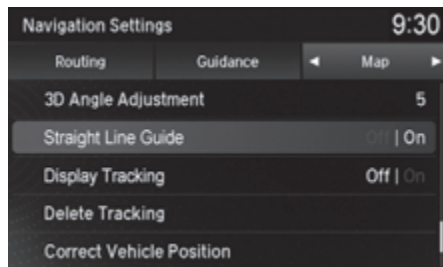 Navigation Settings 9:30
Routing Guidance ◄ Map ►
3D Angle Adjustment 5
Straight Line Guide Off | On
Display Tracking Off | On
Delete Tracking
Correct Vehicle Position